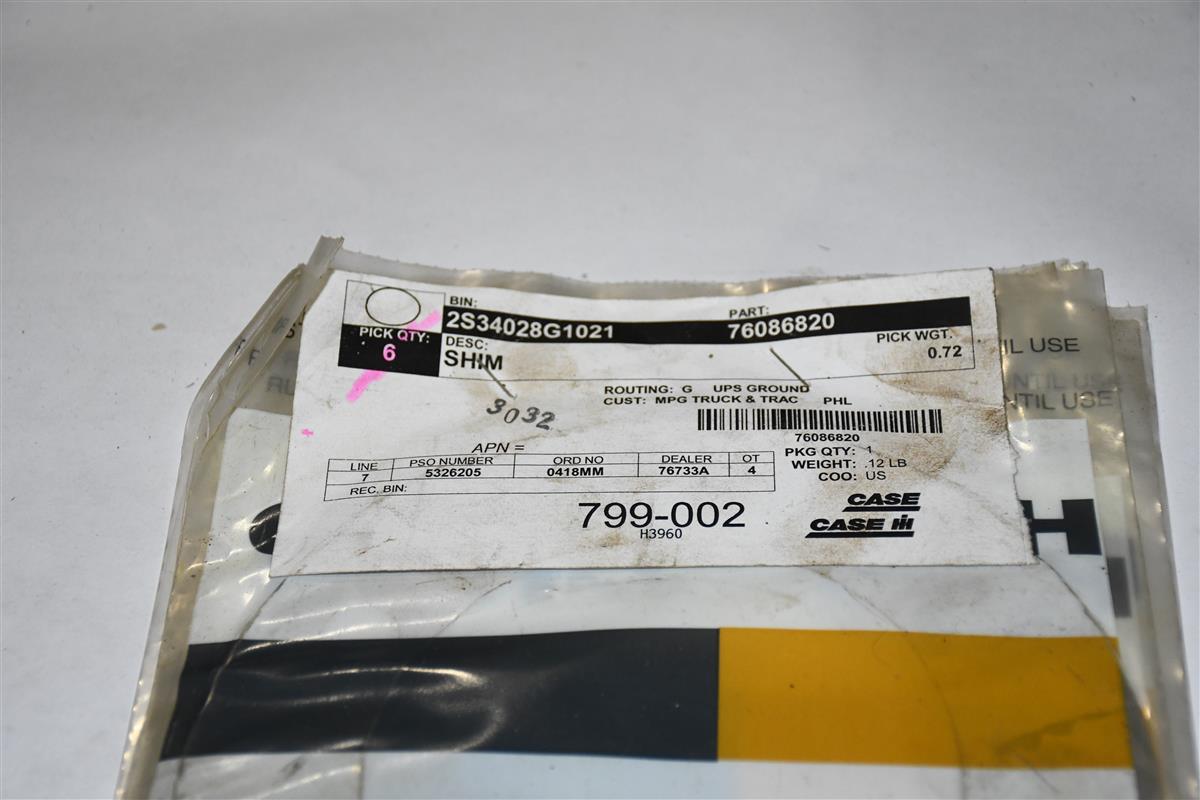 BIN:
2S34028G1021
PART:
76086820
PICK QTY:
6
DESC:
SHIM
PICK WGT.
0.72
ROUTING: G UPS GROUND
CUST: MPG TRUCK & TRAC PHL
3032
76086820
APN =
PKG QTY: 1
WEIGHT: .12 LB
COO: US
LINE PSO NUMBER ORD NO DEALER OT
7 5326205 0418MM 76733A 4
REC. BIN:
799-002
H3960
CASE
CASE IH
IL USE
UNTIL USE
NTIL USE
H